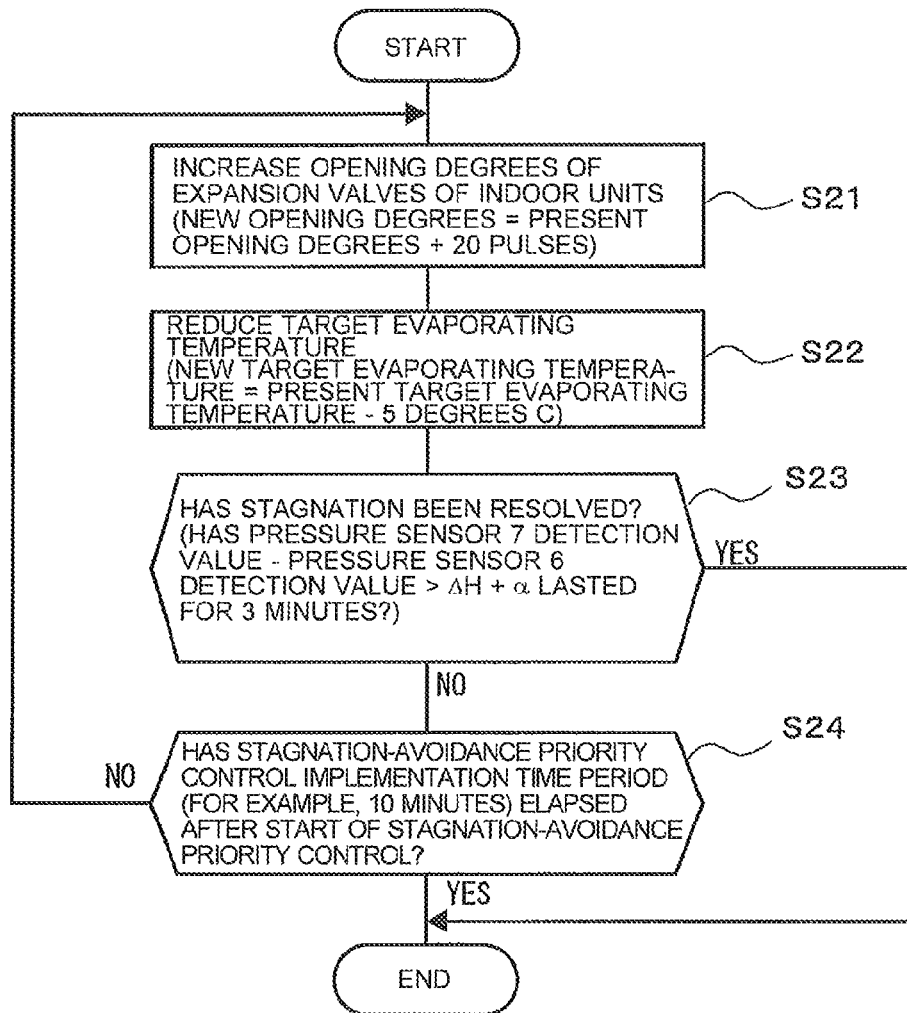 START
INCREASE OPENING DEGREES OF
EXPANSION VALVES OF INDOOR UNITS
(NEW OPENING DEGREES = PRESENT
OPENING DEGREES + 20 PULSES)
S21
REDUCE TARGET EVAPORATING
TEMPERATURE
(NEW TARGET EVAPORATING TEMPERA-
TURE = PRESENT TARGET EVAPORATING
TEMPERATURE - 5 DEGREES C)
S22
HAS STAGNATION BEEN RESOLVED?
(HAS PRESSURE SENSOR 7 DETECTION
VALUE - PRESSURE SENSOR 6
DETECTION VALUE > ΔH + α LASTED
FOR 3 MINUTES?)
S23
YES
NO
HAS STAGNATION-AVOIDANCE PRIORITY
CONTROL IMPLEMENTATION TIME PERIOD
(FOR EXAMPLE, 10 MINUTES) ELAPSED
AFTER START OF STAGNATION-AVOIDANCE
PRIORITY CONTROL?
S24
NO
YES
END